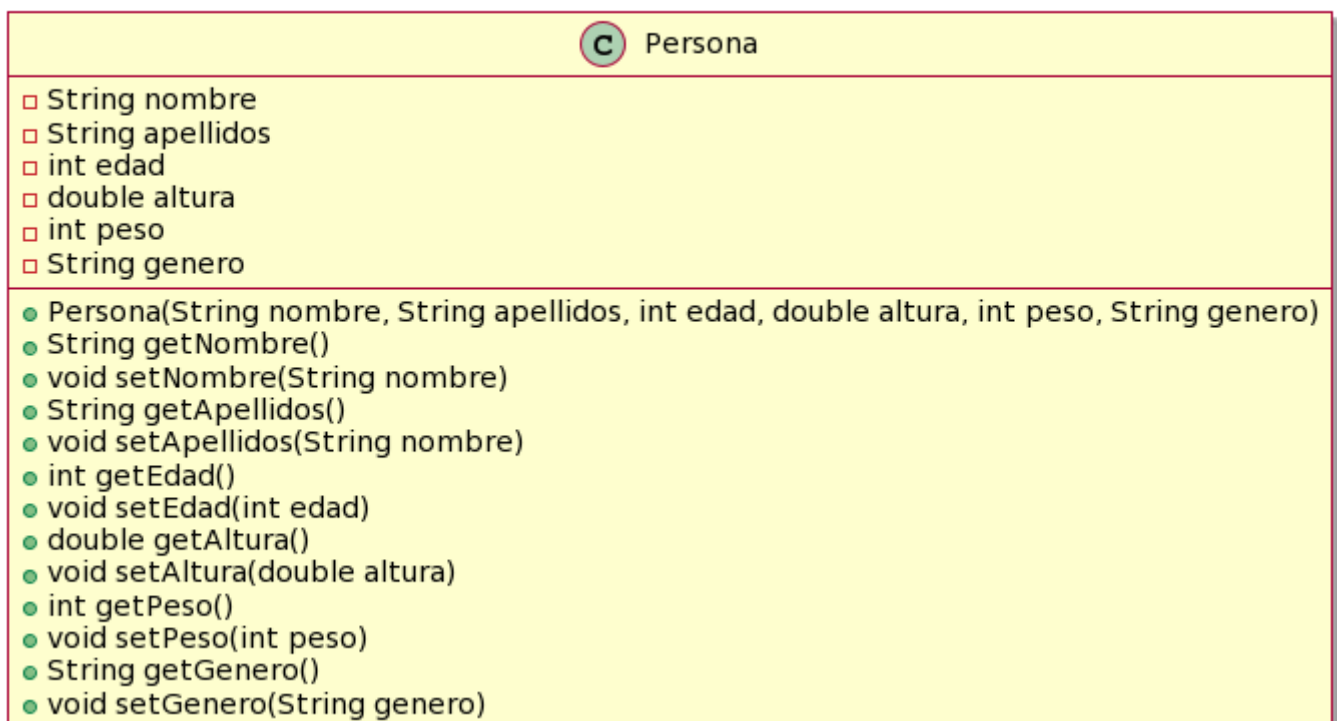 C Persona
String nombre
String apellidos
int edad
double altura
int peso
String genero
Persona(String nombre, String apellidos, int edad, double altura, int peso, String genero)
String getNombre()
void setNombre(String nombre)
String getApellidos()
void setApellidos(String nombre)
int getEdad()
void setEdad(int edad)
double getAltura()
void setAltura(double altura)
int getPeso()
void setPeso(int peso)
String getGenero()
void setGenero(String genero)